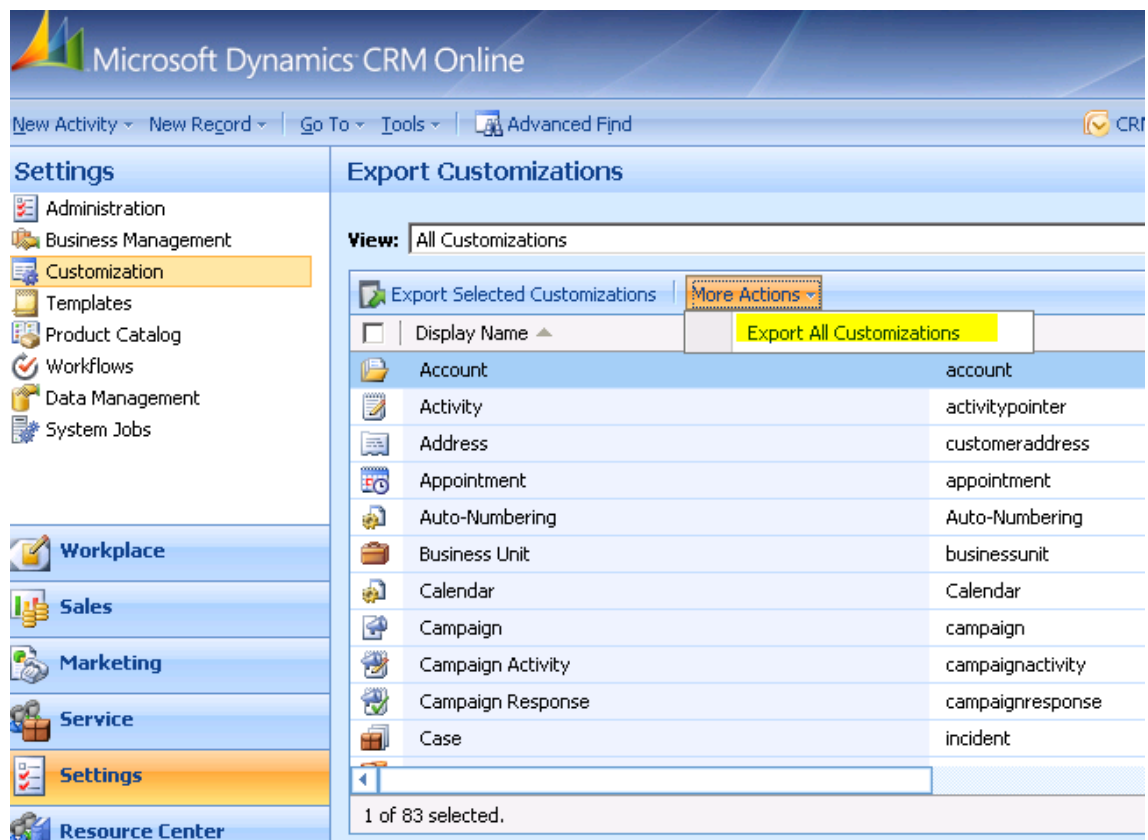 Microsoft Dynamics CRM Online
New Activity New Record Go To Tools Advanced Find
Settings
Administration
Business Management
Customization
Templates
Product Catalog
Workflows
Data Management
System Jobs
Workplace
Sales
Marketing
Service
Settings
Resource Center
Export Customizations
View: All Customizations
Export Selected Customizations More Actions
Export All Customizations
Display Name
Account account
Activity activitypointer
Address customeraddress
Appointment appointment
Auto-Numbering Auto-Numbering
Business Unit businessunit
Calendar Calendar
Campaign campaign
Campaign Activity campaignactivity
Campaign Response campaignresponse
Case incident
1 of 83 selected.